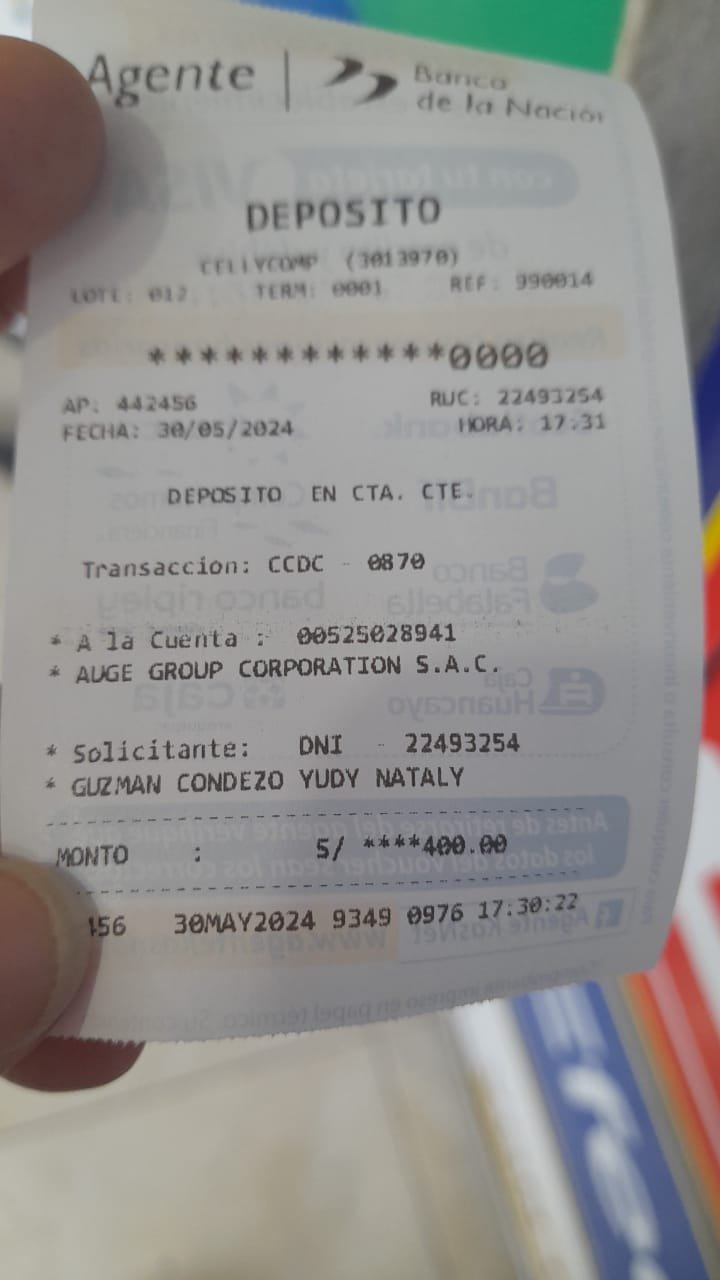 Agente | Banco
de la Nación
DEPOSITO
CELLYCOMP (3013970)
LOTE: 012 TERM: 0001 REF: 990014
************0000
AP: 442456 RUC: 22493254
FECHA: 30/05/2024 HORA: 17:31
DEPOSITO EN CTA. CTE.
Transaccion: CCDC - 0870
* A la Cuenta : 00525028941
* AUGE GROUP CORPORATION S.A.C.
* Solicitante: DNI - 22493254
* GUZMAN CONDEZO YUDY NATALY
MONTO : S/ ****400.00
456 30MAY2024 9349 0976 17:30:22